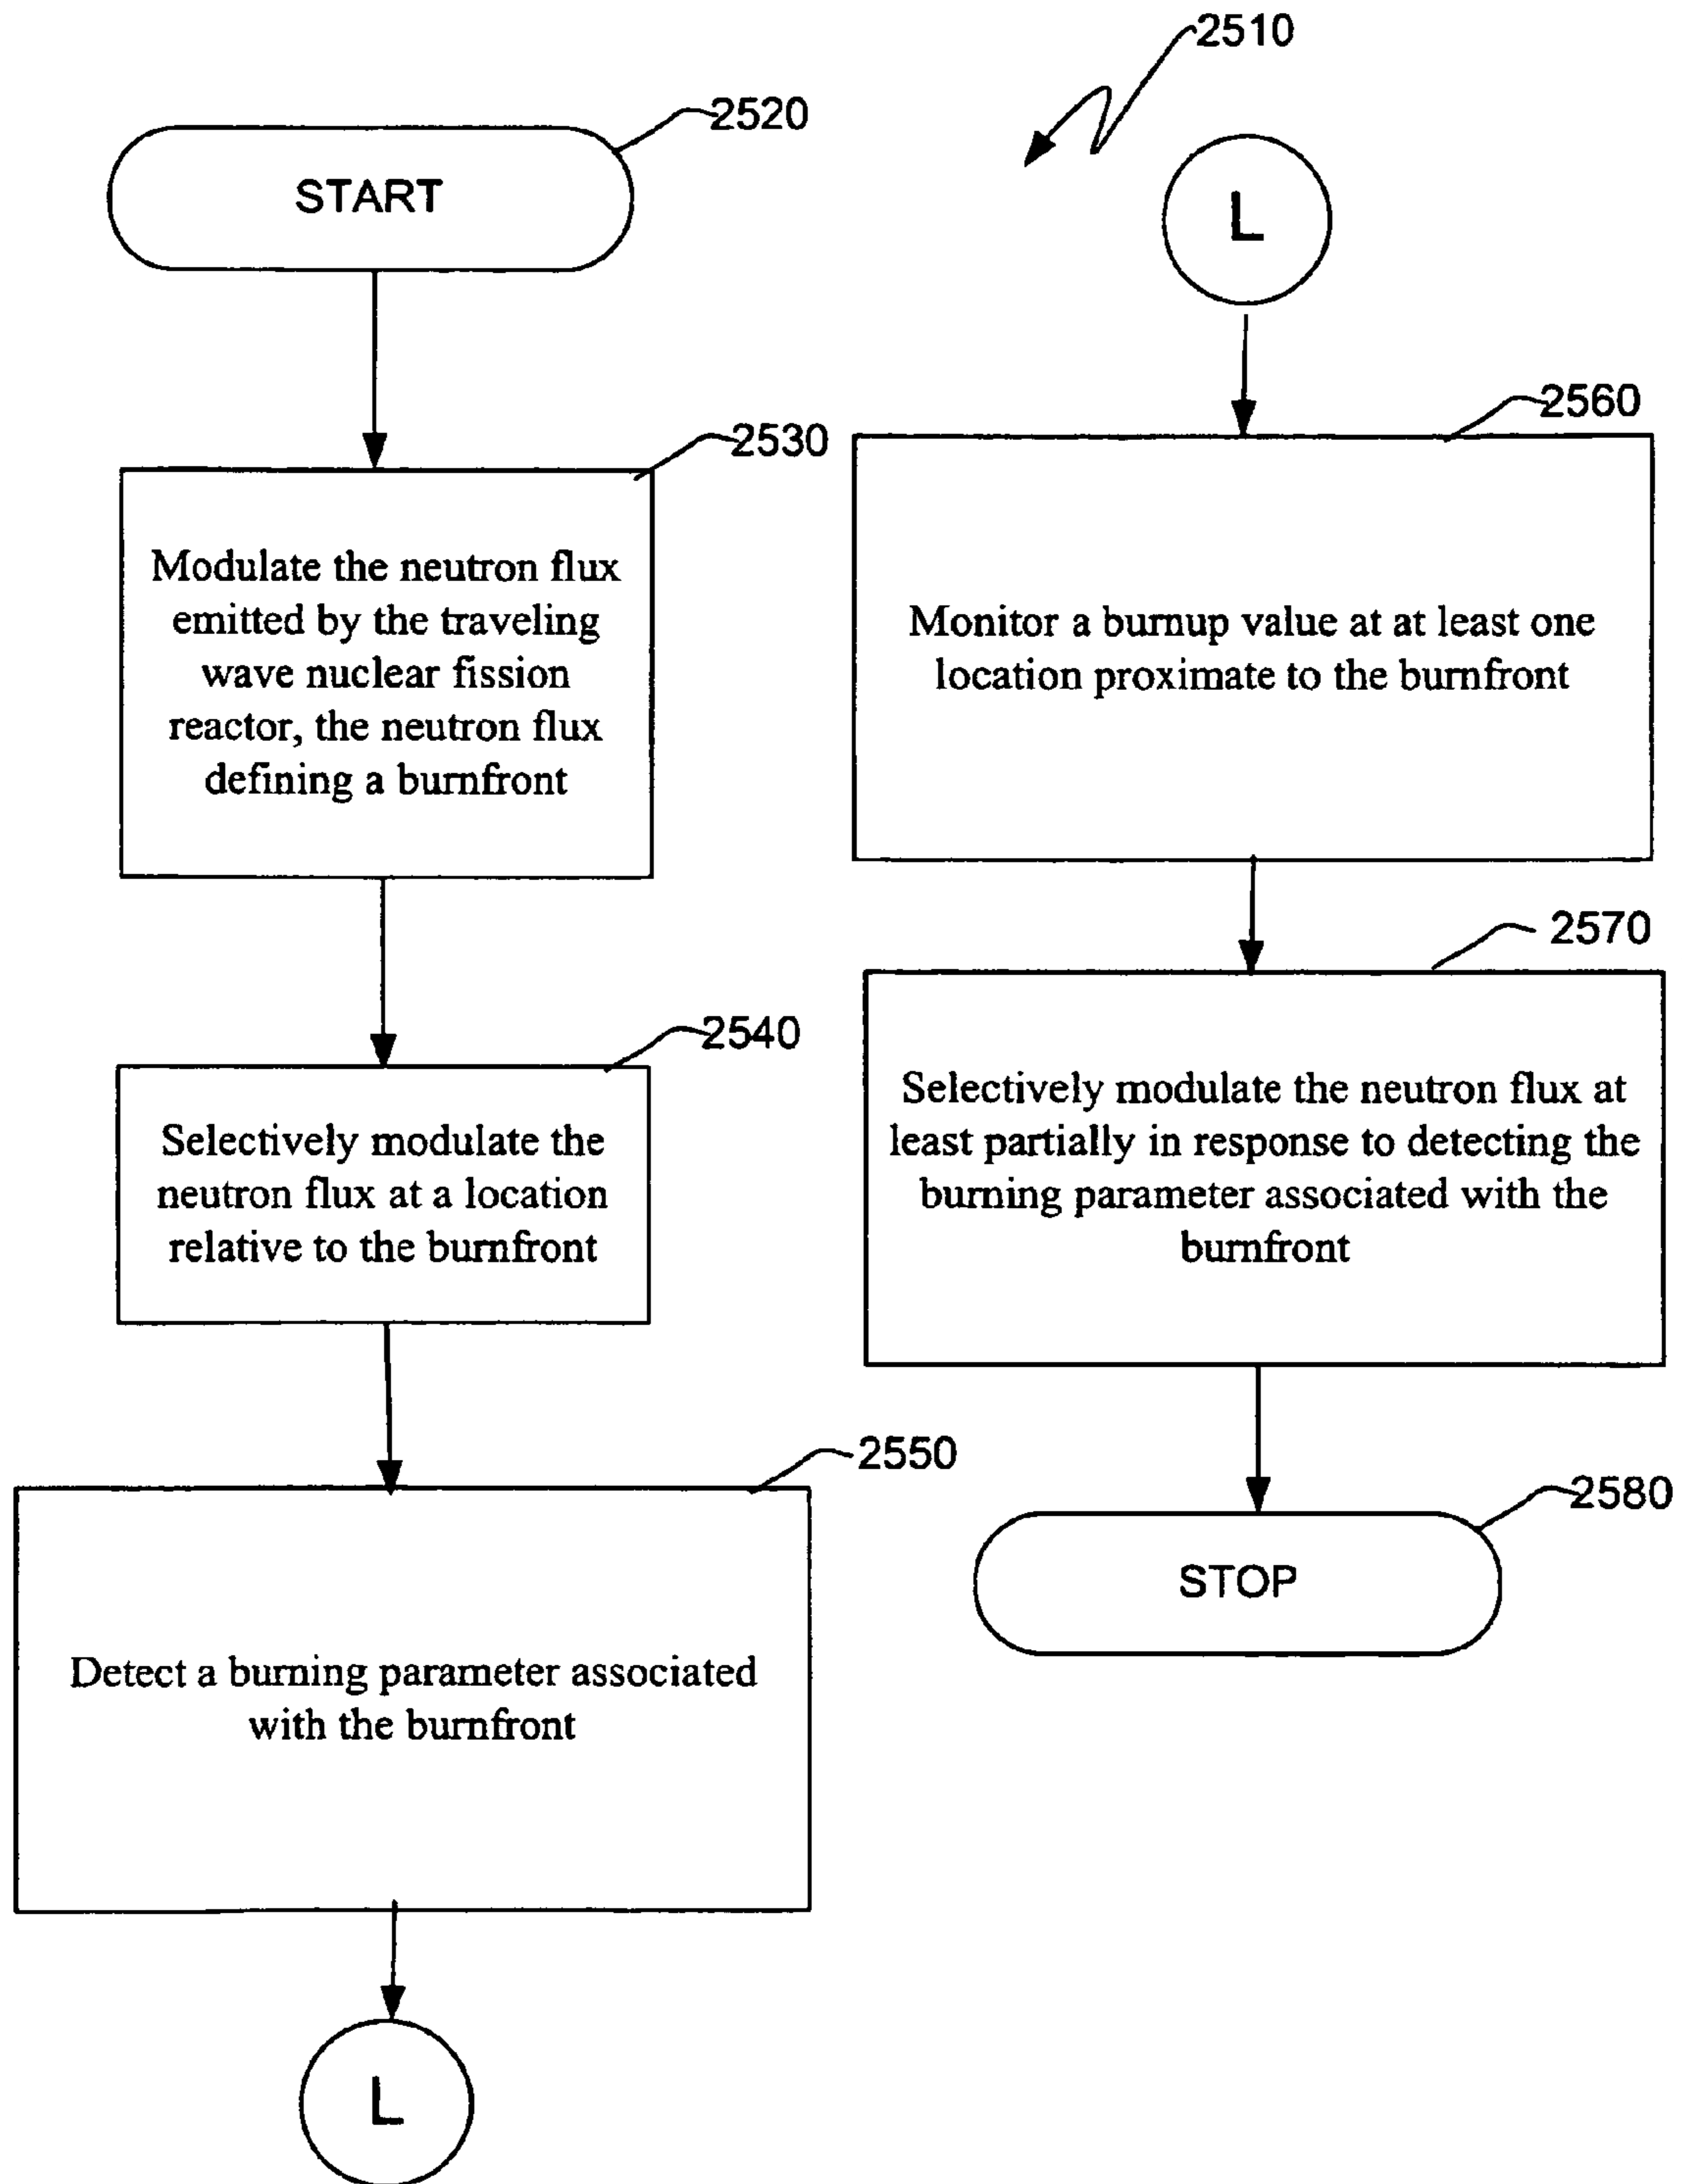 2510
2520
START
2530
Modulate the neutron flux
emitted by the traveling
wave nuclear fission
reactor, the neutron flux
defining a burnfront
2540
Selectively modulate the
neutron flux at a location
relative to the burnfront
2550
Detect a burning parameter associated
with the burnfront
L
L
2560
Monitor a burnup value at at least one
location proximate to the burnfront
2570
Selectively modulate the neutron flux at
least partially in response to detecting the
burning parameter associated with the
burnfront
2580
STOP